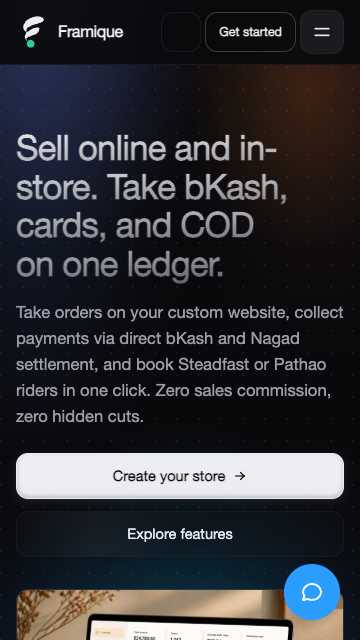 Framique
Get started
Sell online and in-
store. Take bKash,
cards, and COD
on one ledger.
Take orders on your custom website, collect
payments via direct bKash and Nagad
settlement, and book Steadfast or Pathao
riders in one click. Zero sales commission,
zero hidden cuts.
Create your store →
Explore features